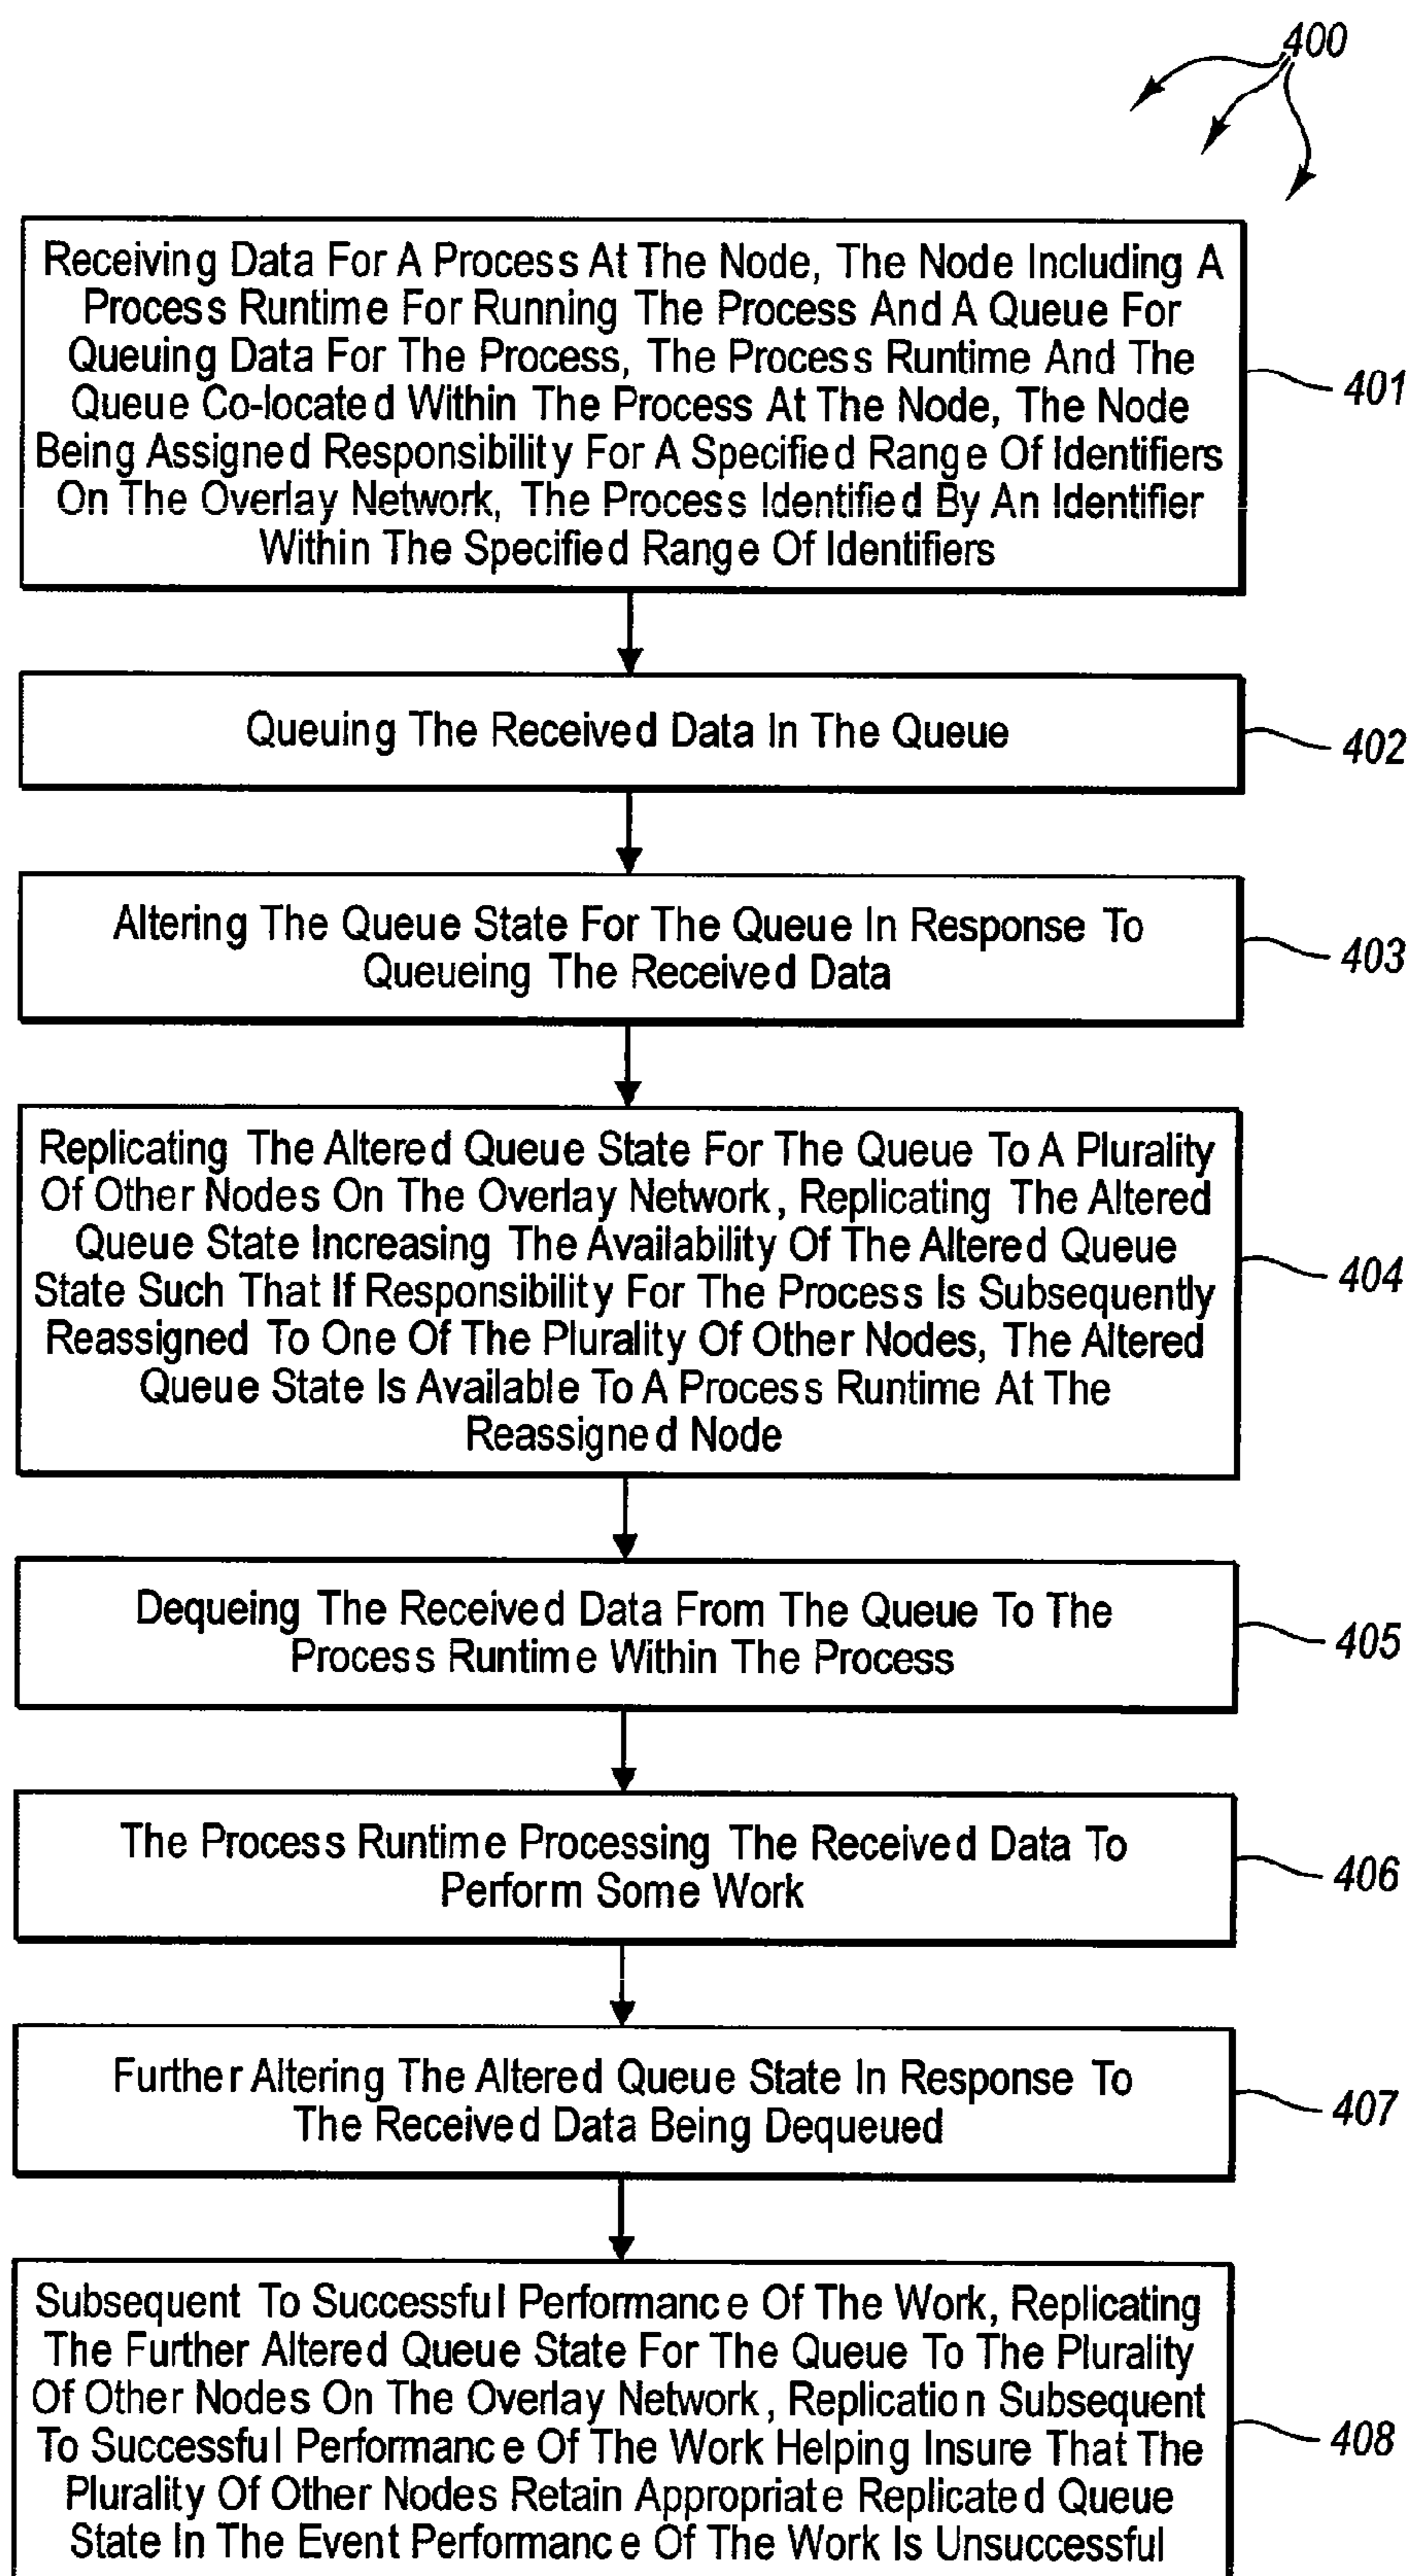 400
Receiving Data For A Process At The Node, The Node Including A
Process Runtime For Running The Process And A Queue For
Queuing Data For The Process, The Process Runtime And The
Queue Co-located Within The Process At The Node, The Node
Being Assigned Responsibility For A Specified Range Of Identifiers
On The Overlay Network, The Process Identified By An Identifier
Within The Specified Range Of Identifiers
401
Queuing The Received Data In The Queue
402
Altering The Queue State For The Queue In Response To
Queueing The Received Data
403
Replicating The Altered Queue State For The Queue To A Plurality
Of Other Nodes On The Overlay Network, Replicating The Altered
Queue State Increasing The Availability Of The Altered Queue
State Such That If Responsibility For The Process Is Subsequently
Reassigned To One Of The Plurality Of Other Nodes, The Altered
Queue State Is Available To A Process Runtime At The
Reassigned Node
404
Dequeing The Received Data From The Queue To The
Process Runtime Within The Process
405
The Process Runtime Processing The Received Data To
Perform Some Work
406
Further Altering The Altered Queue State In Response To
The Received Data Being Dequeued
407
Subsequent To Successful Performance Of The Work, Replicating
The Further Altered Queue State For The Queue To The Plurality
Of Other Nodes On The Overlay Network, Replication Subsequent
To Successful Performance Of The Work Helping Insure That The
Plurality Of Other Nodes Retain Appropriate Replicated Queue
State In The Event Performance Of The Work Is Unsuccessful
408